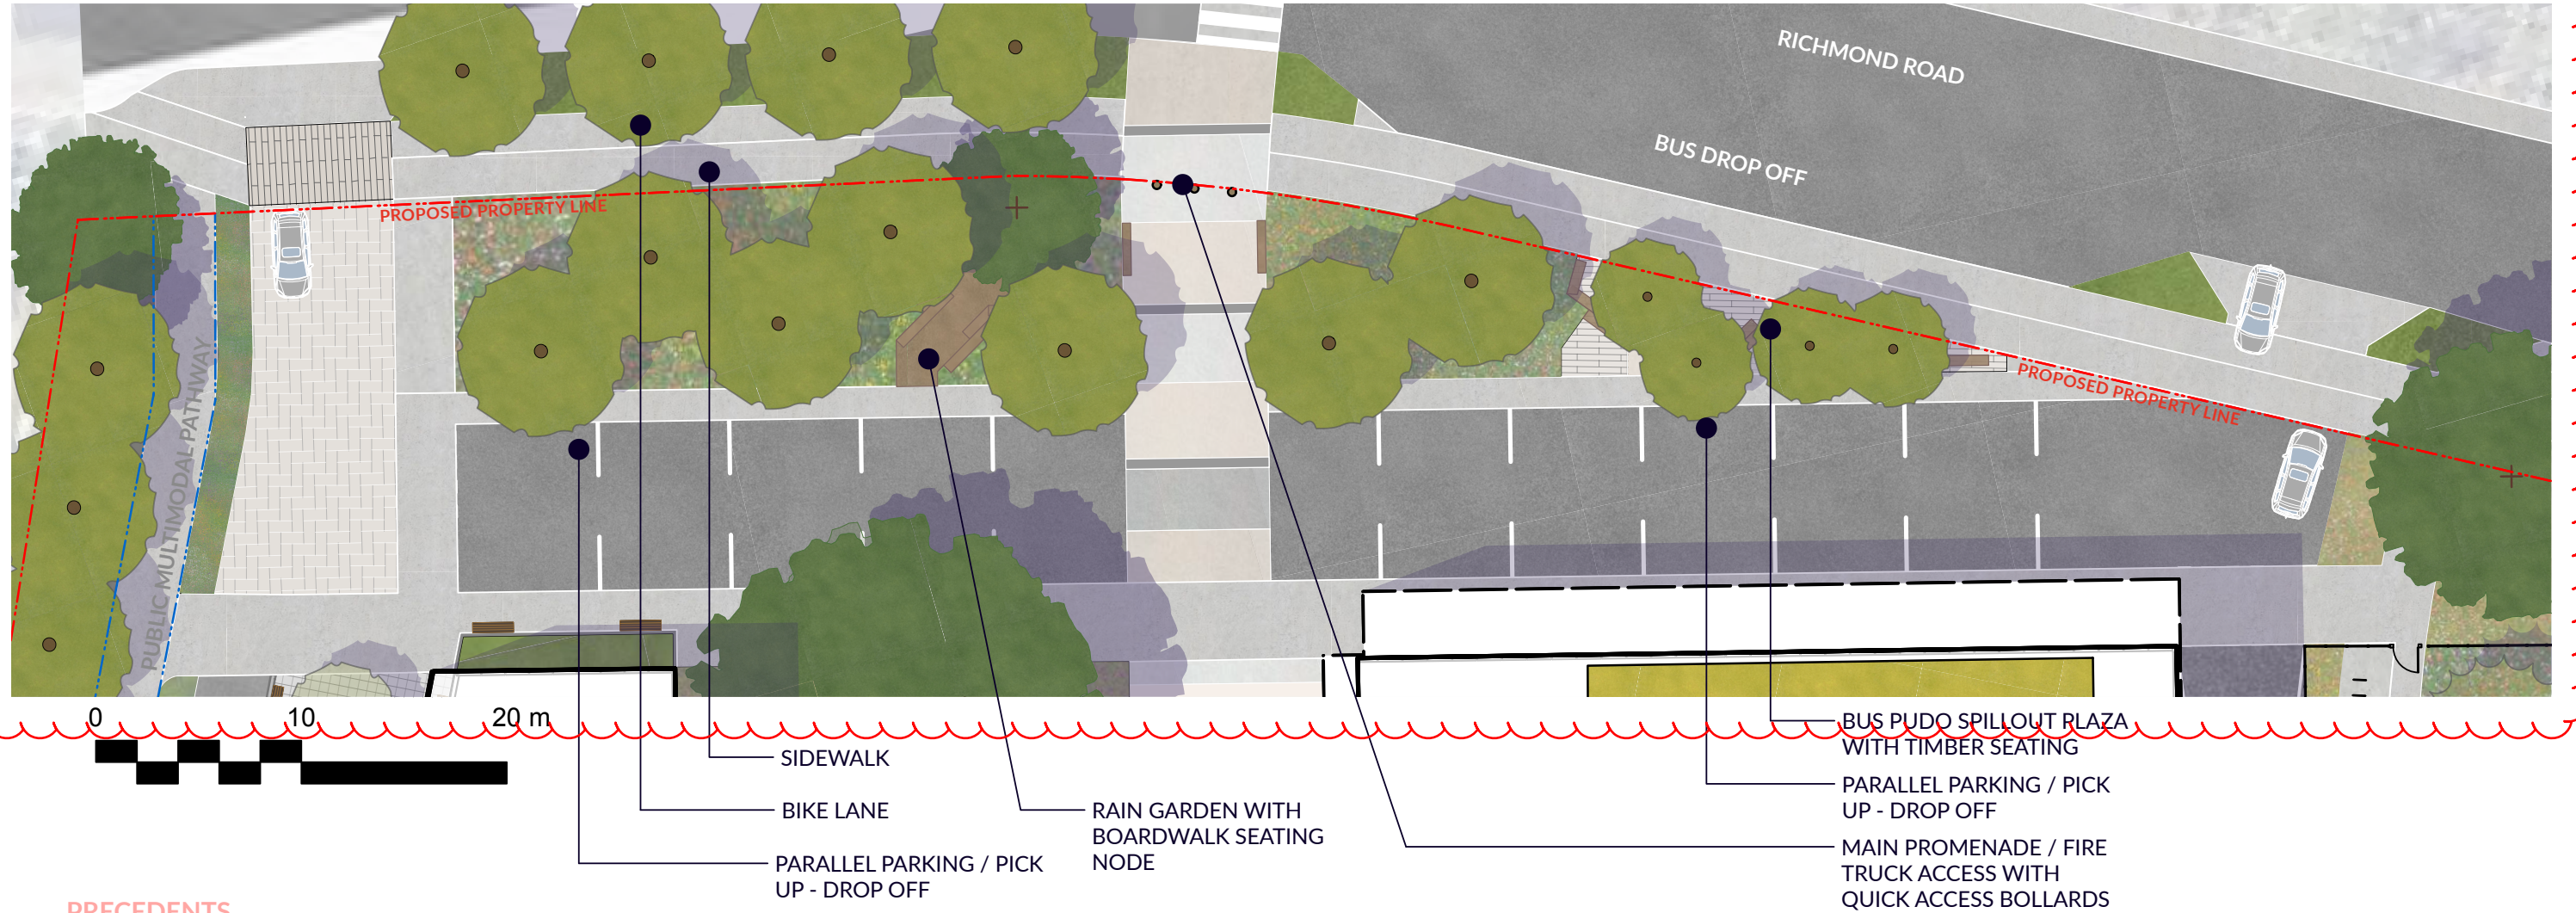 RICHMOND ROAD
BUS DROP OFF
PROPOSED PROPERTY LINE
PROPOSED PROPERTY LINE
PUBLIC MULTIMODAL PATHWAY
0 10 20 m
BUS PUDO SPILLOUT PLAZA
WITH TIMBER SEATING
SIDEWALK
PARALLEL PARKING / PICK
UP - DROP OFF
BIKE LANE
RAIN GARDEN WITH
BOARDWALK SEATING
NODE
MAIN PROMENADE / FIRE
TRUCK ACCESS WITH
QUICK ACCESS BOLLARDS
PARALLEL PARKING / PICK
UP - DROP OFF
PRECEDENTS